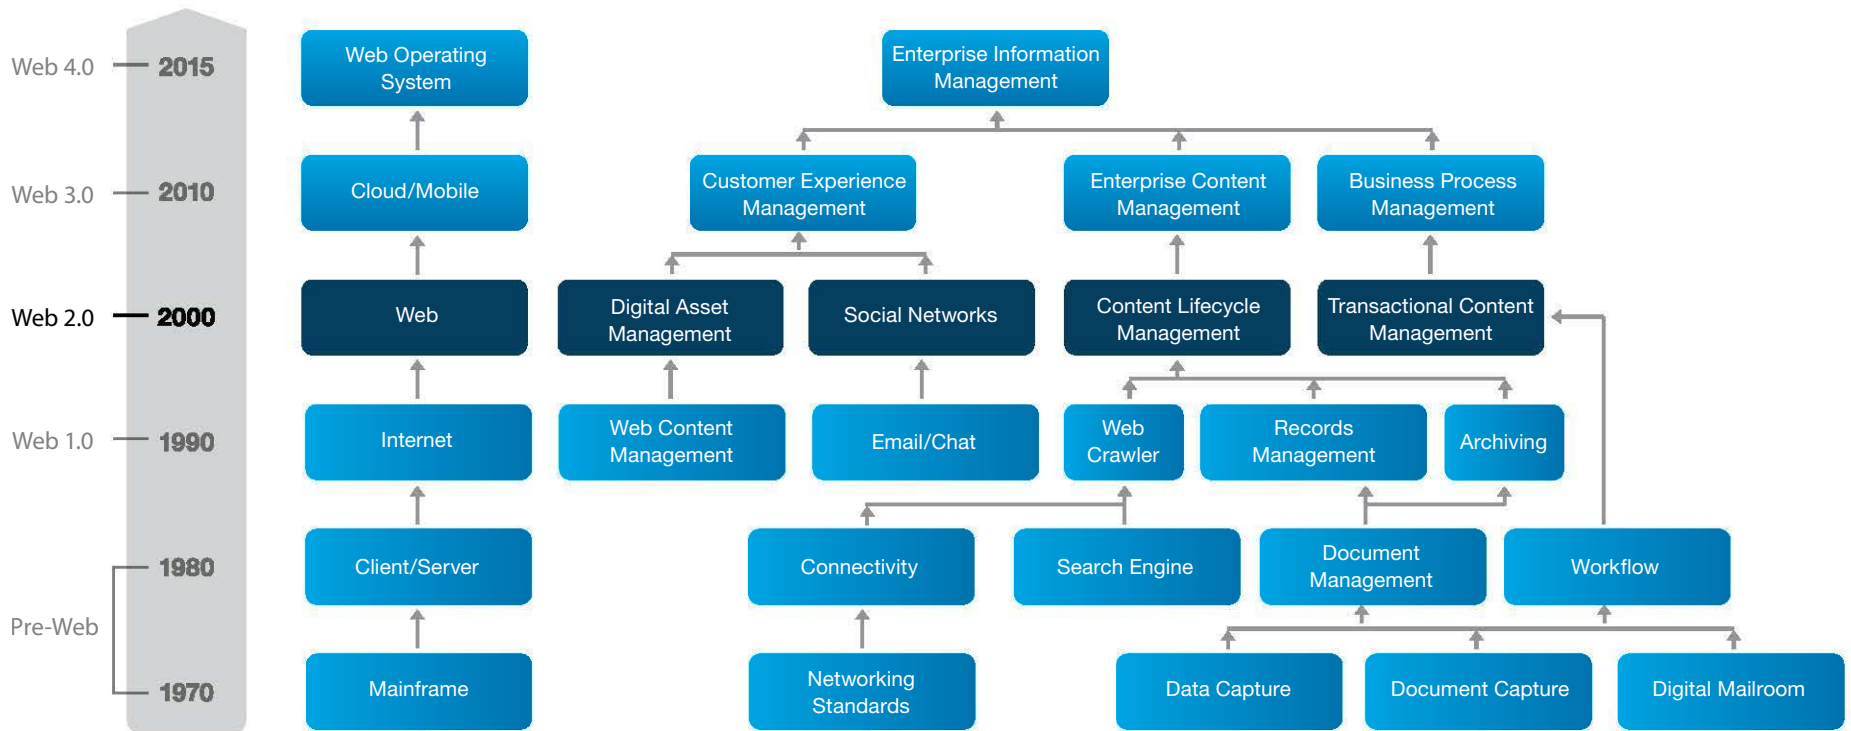 Web 4.0
2015
Web Operating
System
Enterprise Information
Management
Web 3.0
2010
Cloud/Mobile
Customer Experience
Management
Enterprise Content
Management
Business Process
Management
Web 2.0
2000
Web
Digital Asset
Management
Social Networks
Content Lifecycle
Management
Transactional Content
Management
Web 1.0
1990
Internet
Web Content
Management
Email/Chat
Web
Crawler
Records
Management
Archiving
1980
Client/Server
Connectivity
Search Engine
Document
Management
Workflow
Pre-Web
1970
Mainframe
Networking
Standards
Data Capture
Document Capture
Digital Mailroom